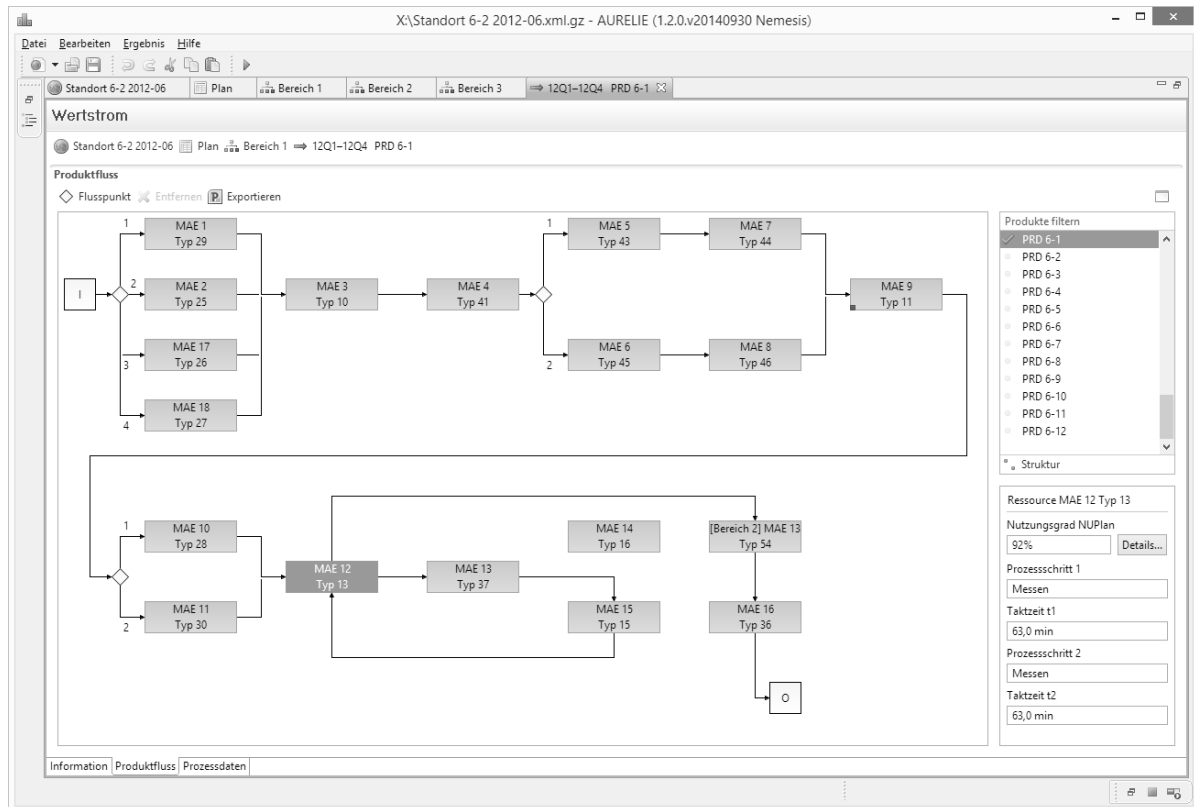 X:\Standort 6-2 2012-06.xml.gz - AURELIE (1.2.0.v20140930 Nemesis)
Datei Bearbeiten Ergebnis Hilfe
Standort 6-2 2012-06 Plan Bereich 1 Bereich 2 Bereich 3 12Q1–12Q4 PRD 6-1
Wertstrom
Standort 6-2 2012-06 Plan Bereich 1 12Q1–12Q4 PRD 6-1
Produktfluss
Flusspunkt Entfernen Exportieren
I
1
MAE 1
Typ 29
2
MAE 2
Typ 25
3
MAE 17
Typ 26
4
MAE 18
Typ 27
MAE 3
Typ 10
MAE 4
Typ 41
1
MAE 5
Typ 43
MAE 7
Typ 44
2
MAE 6
Typ 45
MAE 8
Typ 46
MAE 9
Typ 11
1
MAE 10
Typ 28
2
MAE 11
Typ 30
MAE 12
Typ 13
MAE 13
Typ 37
MAE 14
Typ 16
MAE 15
Typ 15
[Bereich 2] MAE 13
Typ 54
MAE 16
Typ 36
O
Produkte filtern
PRD 6-1
PRD 6-2
PRD 6-3
PRD 6-4
PRD 6-5
PRD 6-6
PRD 6-7
PRD 6-8
PRD 6-9
PRD 6-10
PRD 6-11
PRD 6-12
Struktur
Ressource MAE 12 Typ 13
Nutzungsgrad NUPlan
92% Details...
Prozessschritt 1
Messen
Taktzeit t1
63,0 min
Prozessschritt 2
Messen
Taktzeit t2
63,0 min
Information Produktfluss Prozessdaten